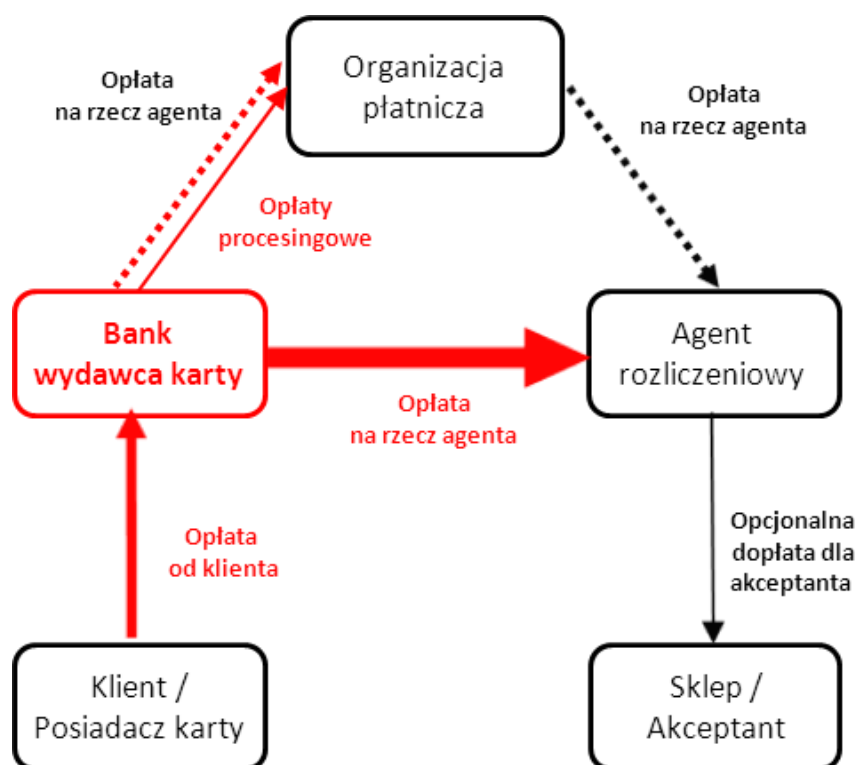 Organizacja
płatnicza
Opłata
na rzecz agenta
Opłata
na rzecz agenta
Opłaty
procesingowe
Bank
wydawca karty
Agent
rozliczeniowy
Opłata
na rzecz agenta
Opłata
od klienta
Opcjonalna
dopłata dla
akceptanta
Klient /
Posiadacz karty
Sklep /
Akceptant